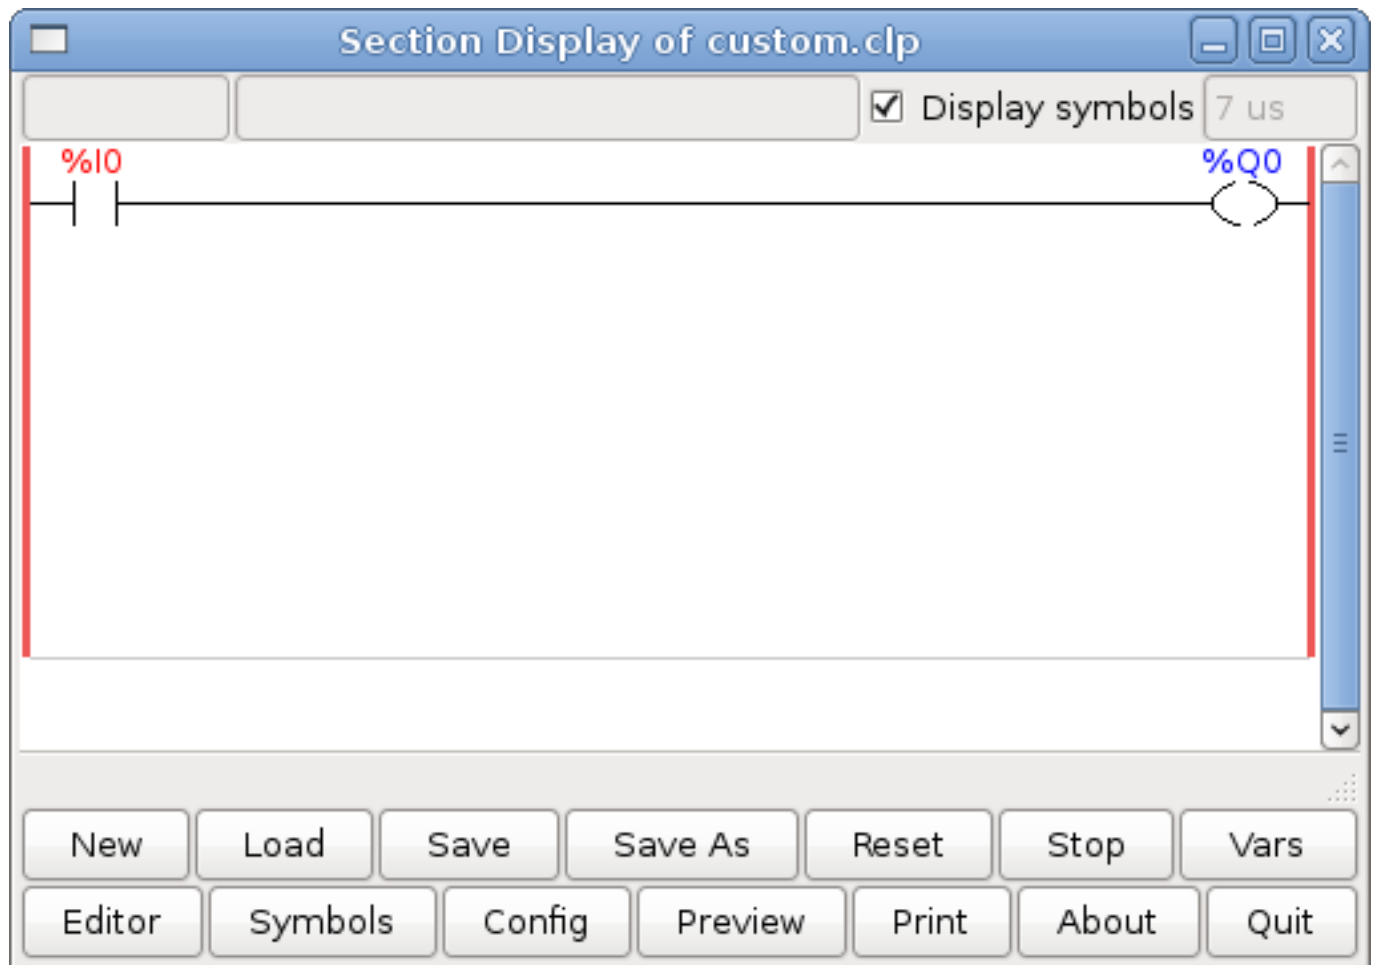 Section Display of custom.clp
Display symbols 7 us
%I0 %Q0
New Load Save Save As Reset Stop Vars
Editor Symbols Config Preview Print About Quit